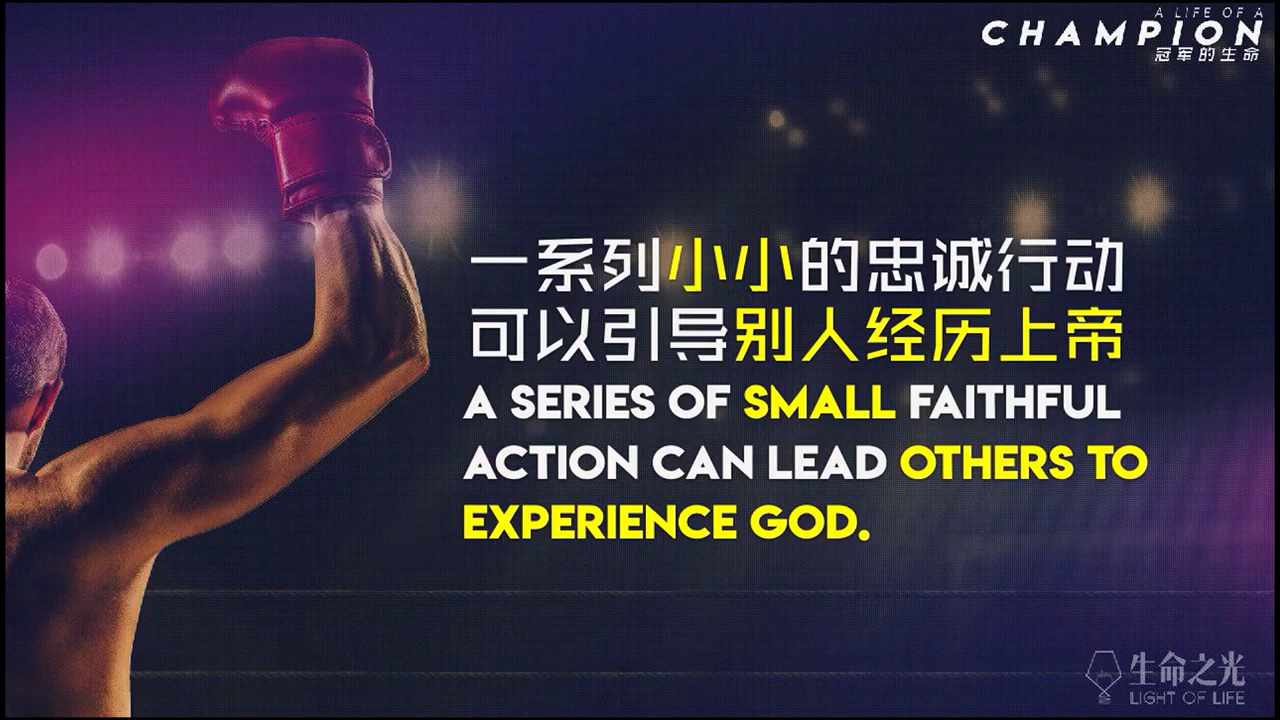 A LIFE OF A
CHAMPION
冠军的生命
一系列小小的忠诚行动
可以引导别人经历上帝
A SERIES OF SMALL FAITHFUL
ACTION CAN LEAD OTHERS TO
EXPERIENCE GOD.
生命之光
LIGHT OF LIFE